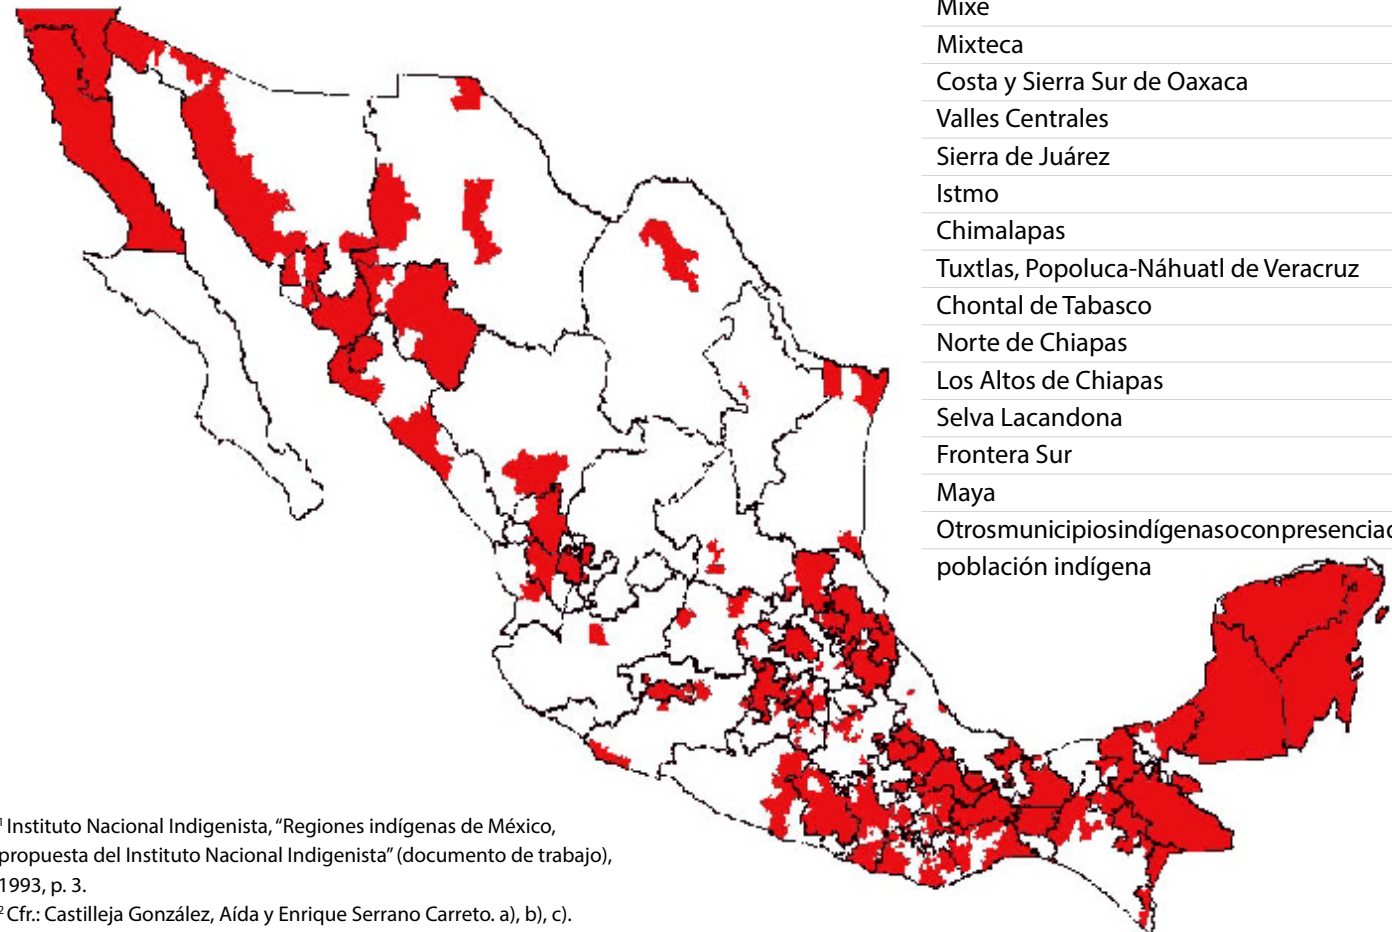 Mixe
Mixteca
Costa y Sierra Sur de Oaxaca
Valles Centrales
Sierra de Juárez
Istmo
Chimalapas
Tuxtlas, Popoluca-Náhuatl de Veracruz
Chontal de Tabasco
Norte de Chiapas
Los Altos de Chiapas
Selva Lacandona
Frontera Sur
Maya
Otrosmunicipiosindígenasoconpresencia
población indígena
1 Instituto Nacional Indigenista, “Regiones indígenas de México,
propuesta del Instituto Nacional Indigenista” (documento de trabajo),
1993, p. 3.
2 Cfr.: Castilleja González, Aída y Enrique Serrano Carreto. a), b), c).